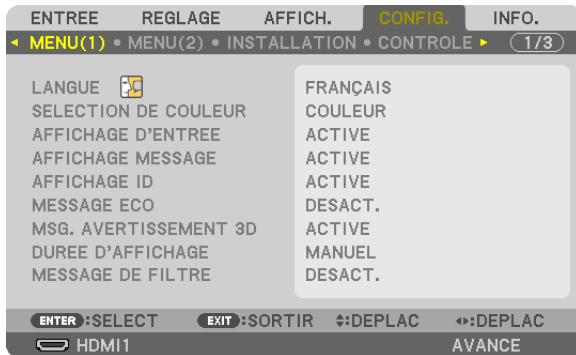 ENTREE REGLAGE AFFICH. CONFIG. INFO.
MENU(1) • MENU(2) • INSTALLATION • CONTROLE 1/3
LANGUE FRANÇAIS
SELECTION DE COULEUR COULEUR
AFFICHAGE D'ENTREE ACTIVE
AFFICHAGE MESSAGE ACTIVE
AFFICHAGE ID ACTIVE
MESSAGE ECO DESACT.
MSG. AVERTISSEMENT 3D ACTIVE
DUREE D'AFFICHAGE MANUEL
MESSAGE DE FILTRE DESACT.
ENTER :SELECT EXIT :SORTIR :DEPLAC :DEPLAC
HDMI1 AVANCE